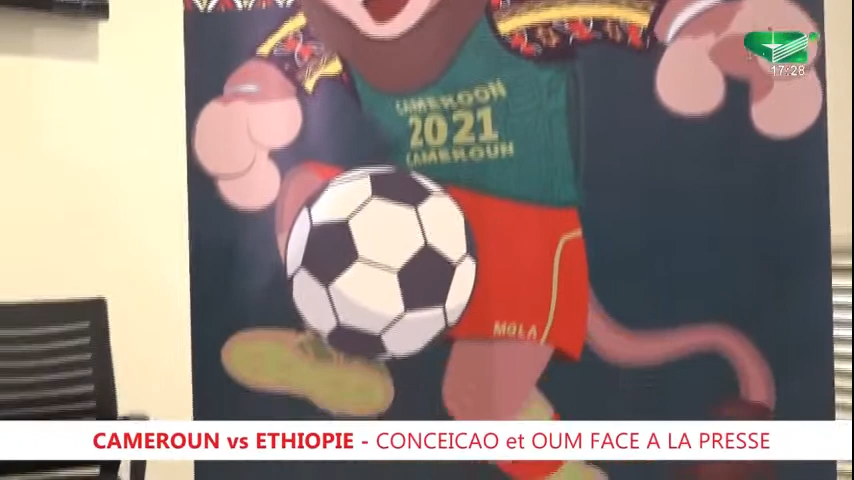 17:28
CAMEROON
2021
CAMEROUN
MOLA
CAMEROUN vs ETHIOPIE - CONCEICAO et OUM FACE A LA PRESSE